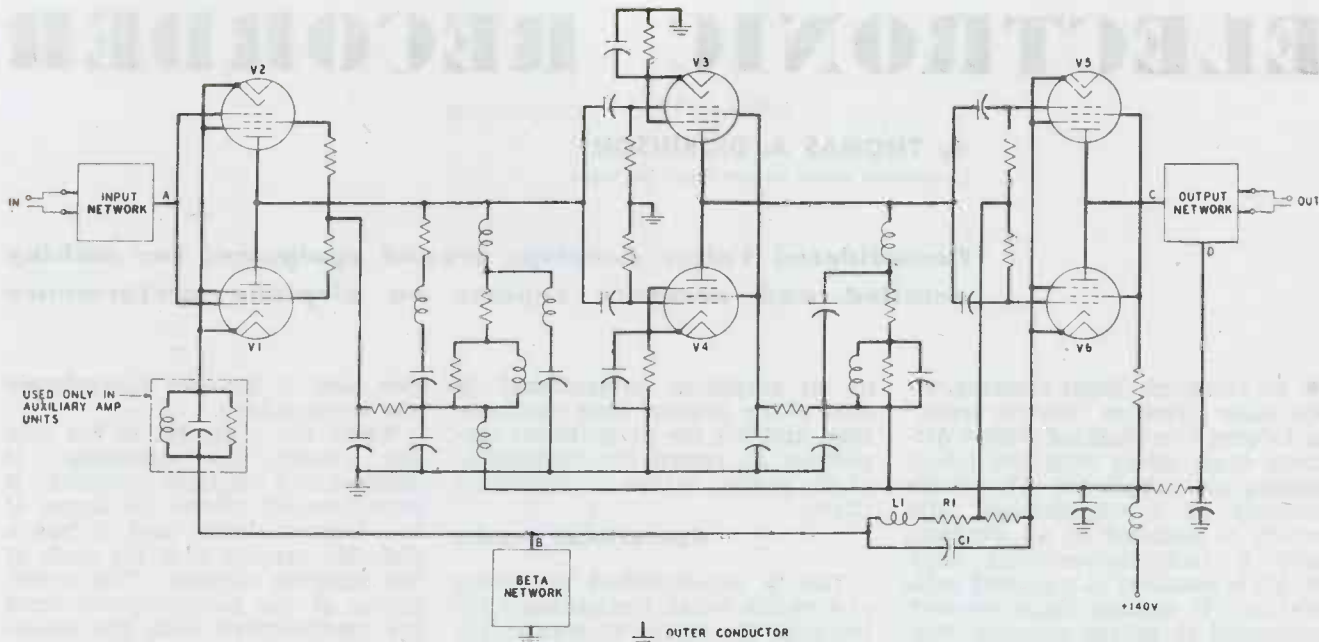 V2
V3
V5
IN
INPUT
NETWORK
A
C
OUTPUT
NETWORK
OUT
D
V1
V4
V6
USED ONLY IN
AUXILIARY AMP
UNITS
L1
R1
C1
B
BETA
NETWORK
+140V
OUTER CONDUCTOR